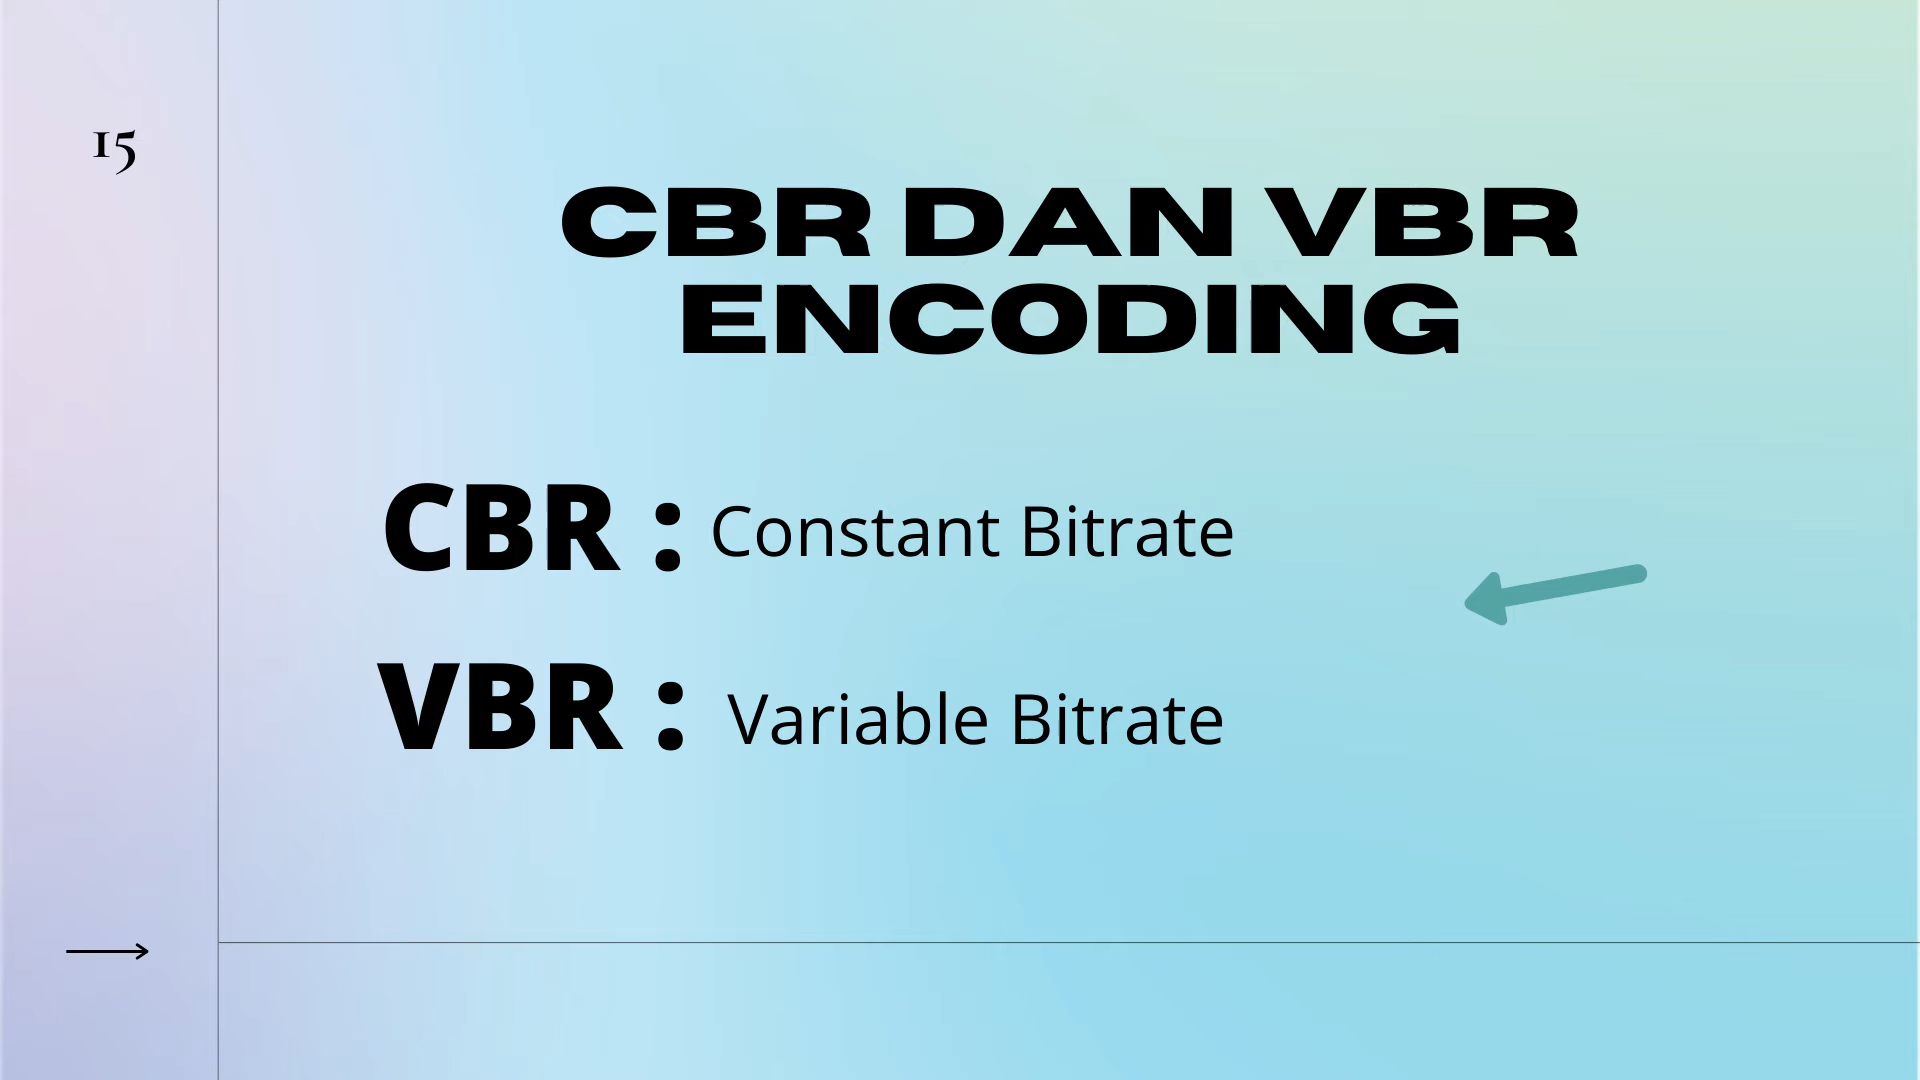 15
CBR DAN VBR
ENCODING
CBR : Constant Bitrate
VBR : Variable Bitrate